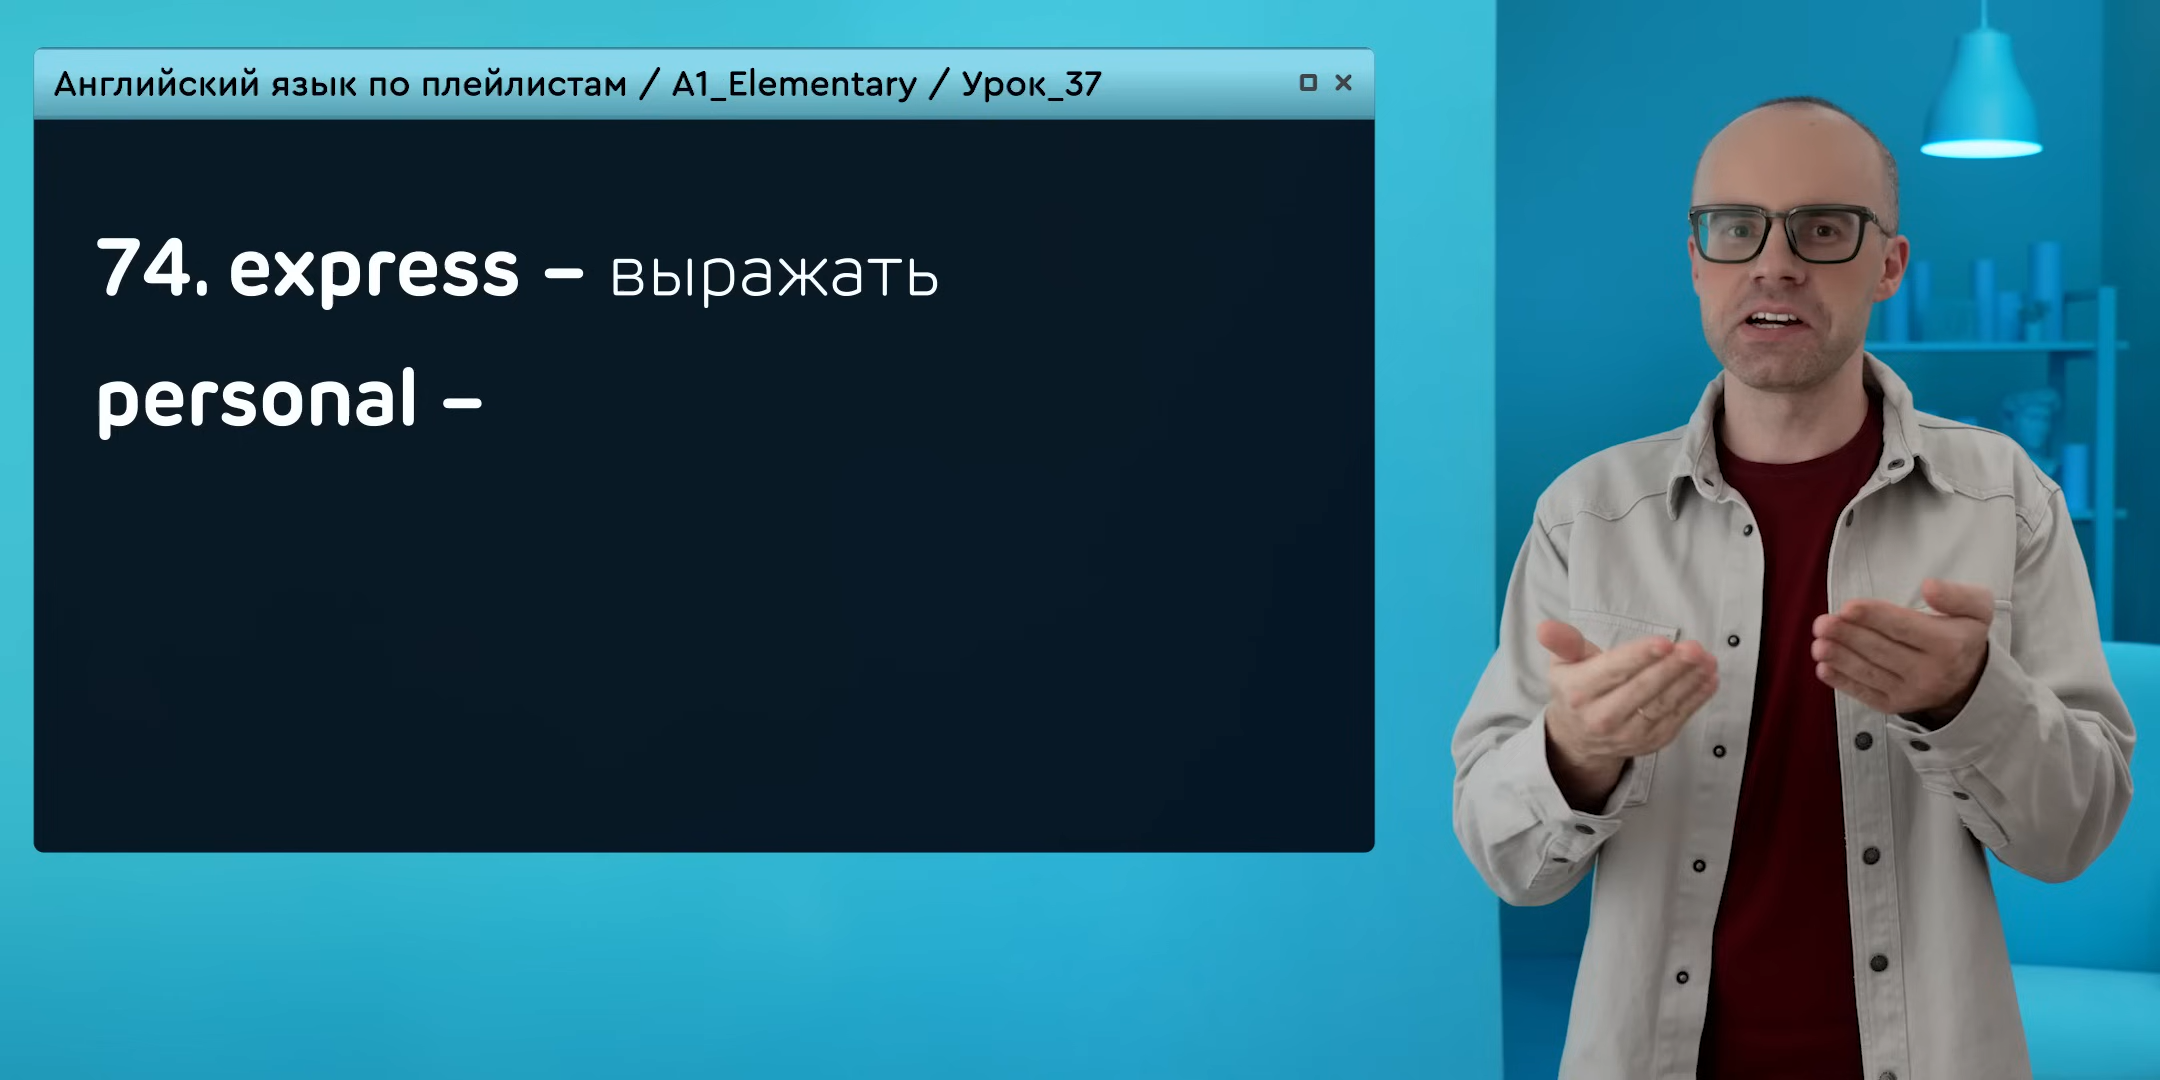 Английский язык по плейлистам / A1_Elementary / Урок_37
74. express – выражать
personal –